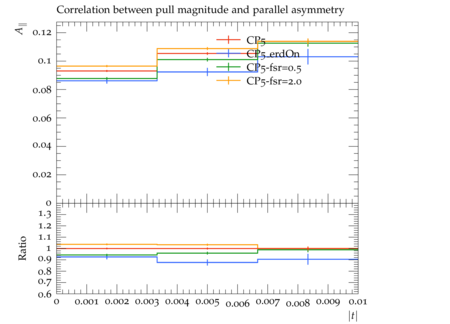 Correlation between pull magnitude and parallel asymmetry
A∥
0.12
0.1
0.08
0.06
0.04
0.02
0
CP5
CP5_erdOn
CP5-fsr=0.5
CP5-fsr=2.0
Ratio
1.3
1.2
1.1
1
0.9
0.8
0.7
0.6
0 0.001 0.002 0.003 0.004 0.005 0.006 0.007 0.008 0.009 0.01
|t|